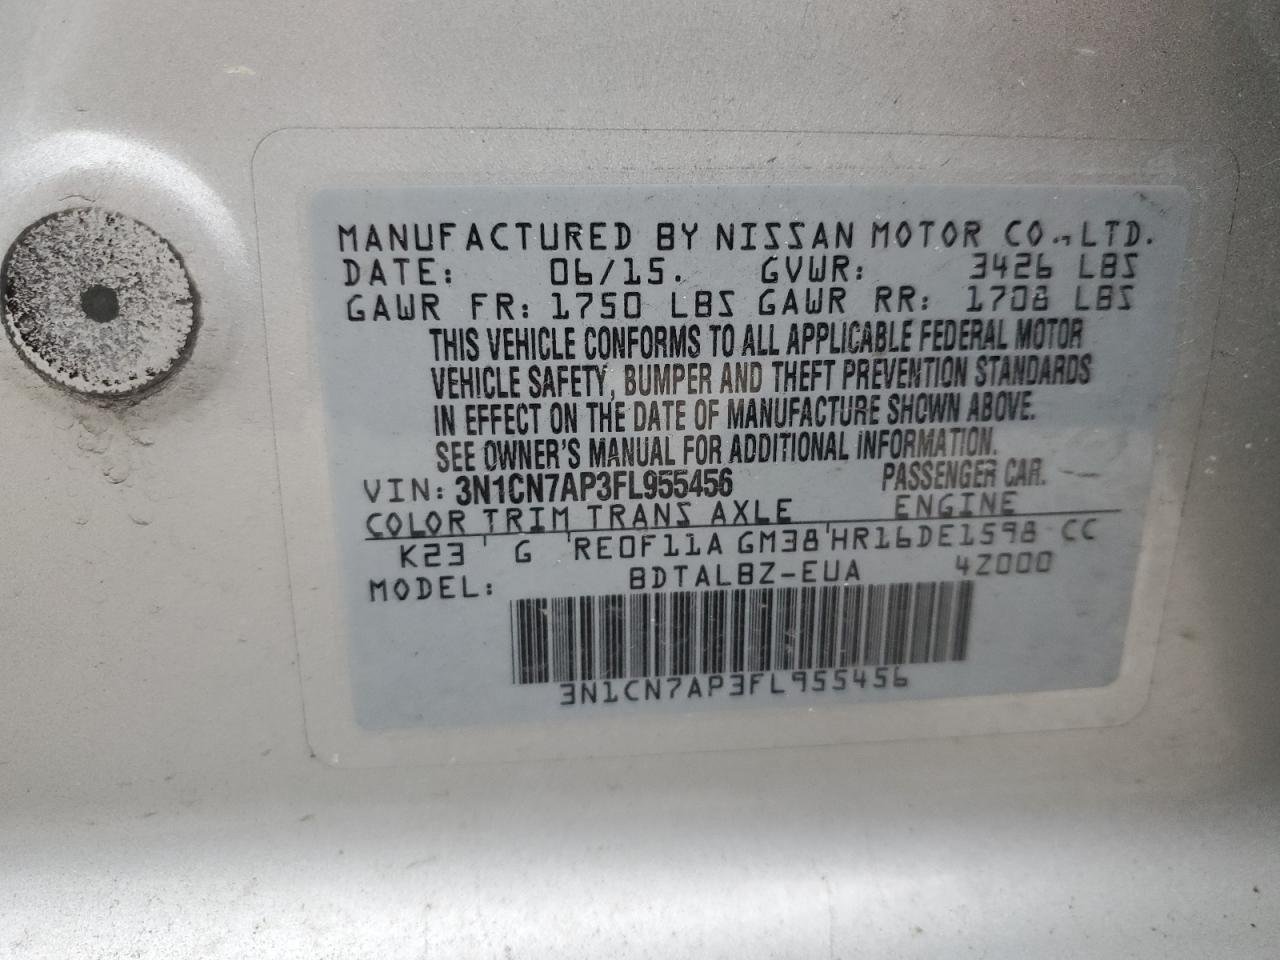 MANUFACTURED BY NISSAN MOTOR CO.,LTD.
DATE: 06/15. GVWR: 3426 LBS
GAWR FR: 1750 LBS GAWR RR: 1708 LBS
THIS VEHICLE CONFORMS TO ALL APPLICABLE FEDERAL MOTOR
VEHICLE SAFETY, BUMPER AND THEFT PREVENTION STANDARDS
IN EFFECT ON THE DATE OF MANUFACTURE SHOWN ABOVE.
SEE OWNER'S MANUAL FOR ADDITIONAL INFORMATION.
VIN: 3N1CN7AP3FL955456 PASSENGER CAR.
COLOR TRIM TRANS AXLE ENGINE
K23 ' G 'RE0F11A GM38'HR16DE1598 CC
MODEL: BDTALBZ-EUA 4Z000
3N1CN7AP3FL955456